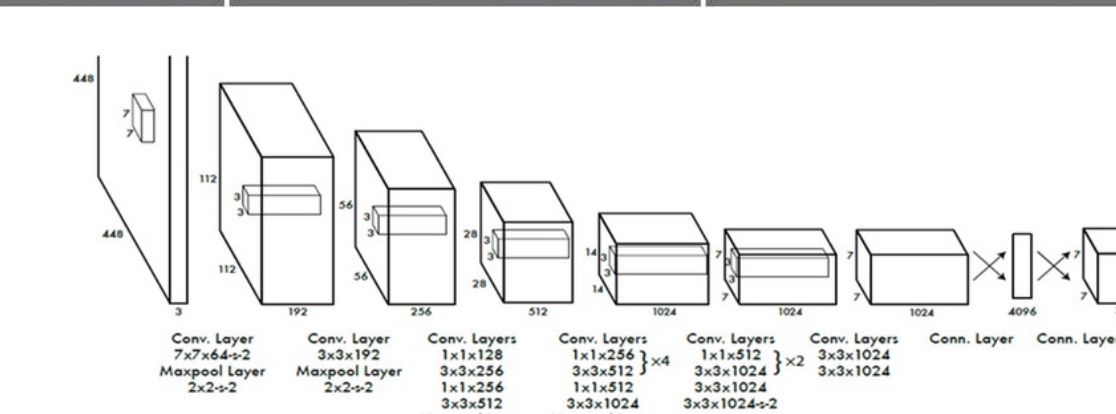 448
7
7
448
3
112
3
3
112
192
56
3
3
56
256
28
3
3
28
512
14
3
3
14
1024
7
3
3
7
1024
7
7
1024
4096
7
7
Conv. Layer
7x7x64-s-2
Maxpool Layer
2x2-s-2
Conv. Layer
3x3x192
Maxpool Layer
2x2-s-2
Conv. Layers
1x1x128
3x3x256
1x1x256
3x3x512
Conv. Layers
1x1x256
3x3x512
}x4
1x1x512
3x3x1024
Conv. Layers
1x1x512
3x3x1024
}x2
3x3x1024
3x3x1024-s-2
Conv. Layers
3x3x1024
3x3x1024
Conn. Layer
Conn.